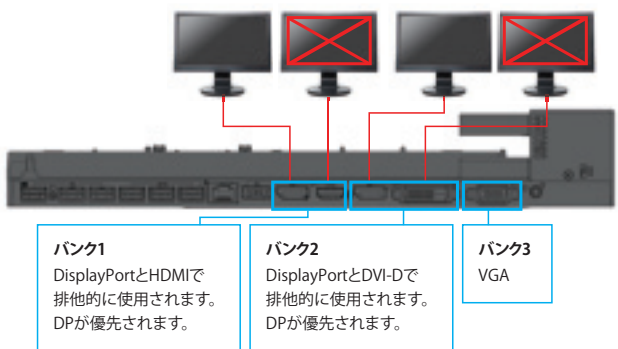 バンク1
DisplayPortとHDMIで
排他的に使用されます。
DPが優先されます。
バンク2
DisplayPortとDVI-Dで
排他的に使用されます。
DPが優先されます。
バンク3
VGA